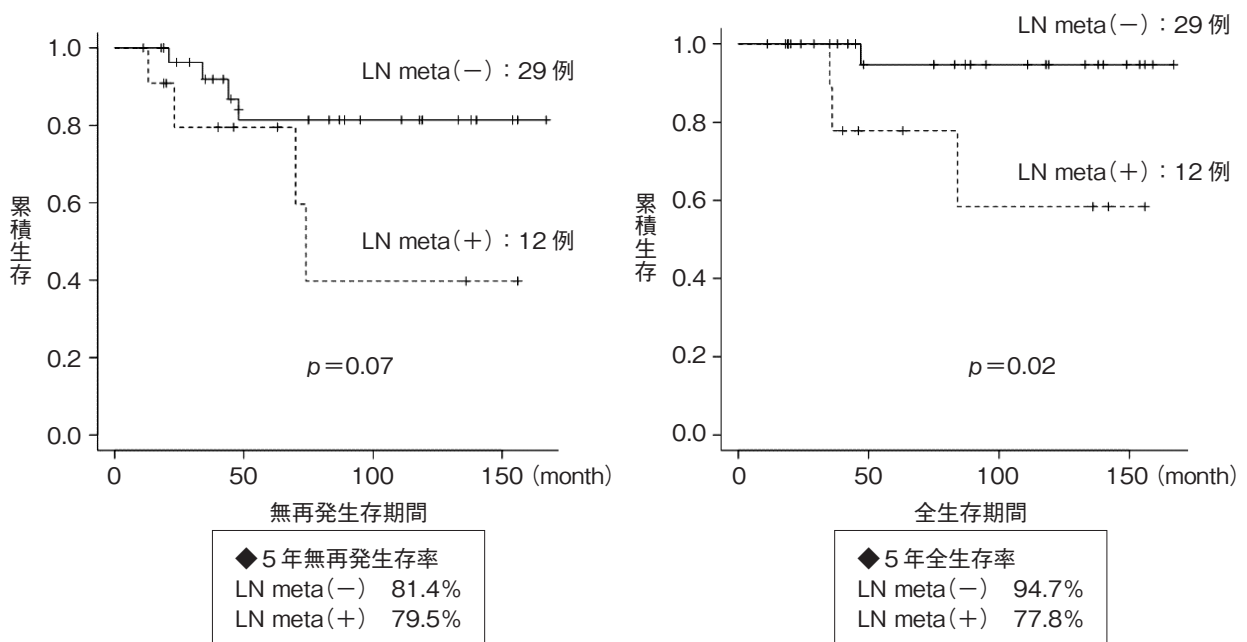 1.0
0.8
0.6
0.4
0.2
0.0
累積生存
LN meta(－)：29 例
LN meta(＋)：12 例
p＝0.07
0 50 100 150 (month)
無再発生存期間
◆5 年無再発生存率
LN meta(－) 81.4%
LN meta(＋) 79.5%
LN meta(－)：29 例
1.0
0.8
0.6
0.4
0.2
0.0
累積生存
LN meta(＋)：12 例
p＝0.02
0 50 100 150 (month)
全生存期間
◆5 年全生存率
LN meta(－) 94.7%
LN meta(＋) 77.8%